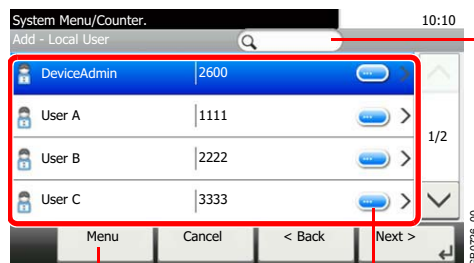 System Menu/Counter. 10:10
Add - Local User
DeviceAdmin 2600
User A 1111
1/2
User B 2222
User C 3333
Menu Cancel < Back Next >